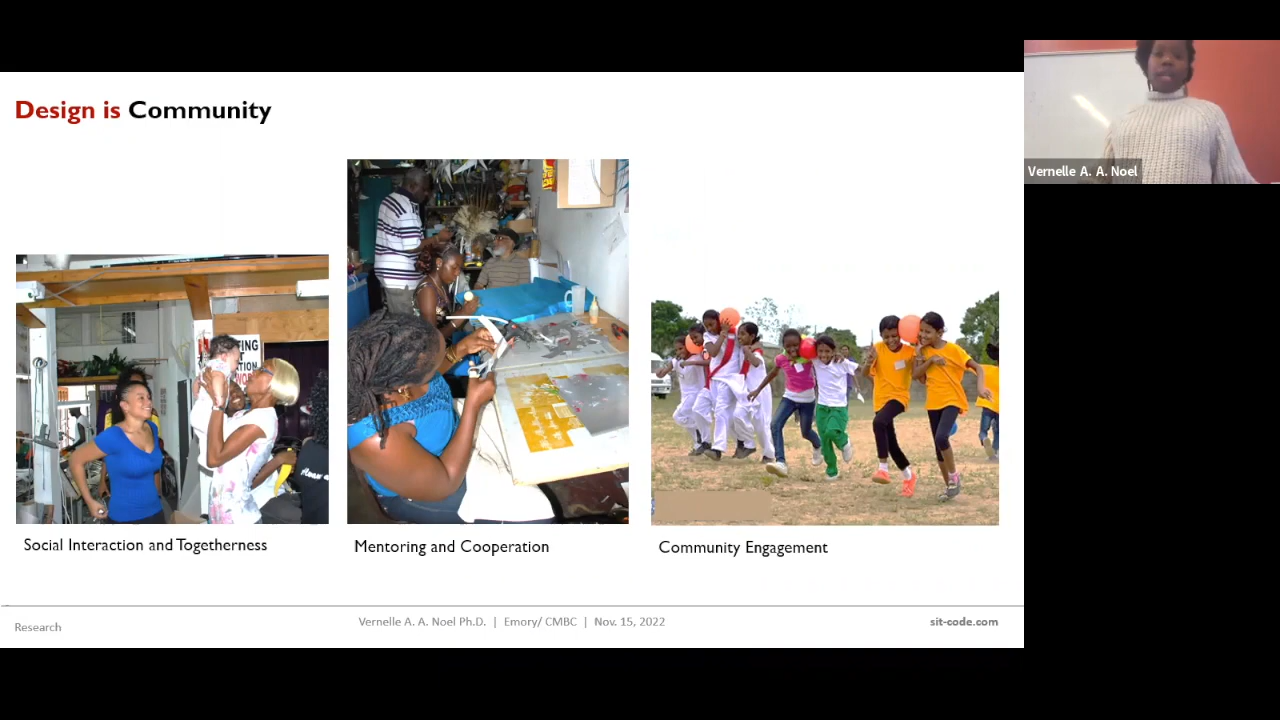 Design is Community
Vernelle A. A. Noel
Social Interaction and Togetherness
Mentoring and Cooperation
Community Engagement
Research
Vernelle A. A. Noel Ph.D. | Emory/ CMBC | Nov. 15, 2022
sit-code.com